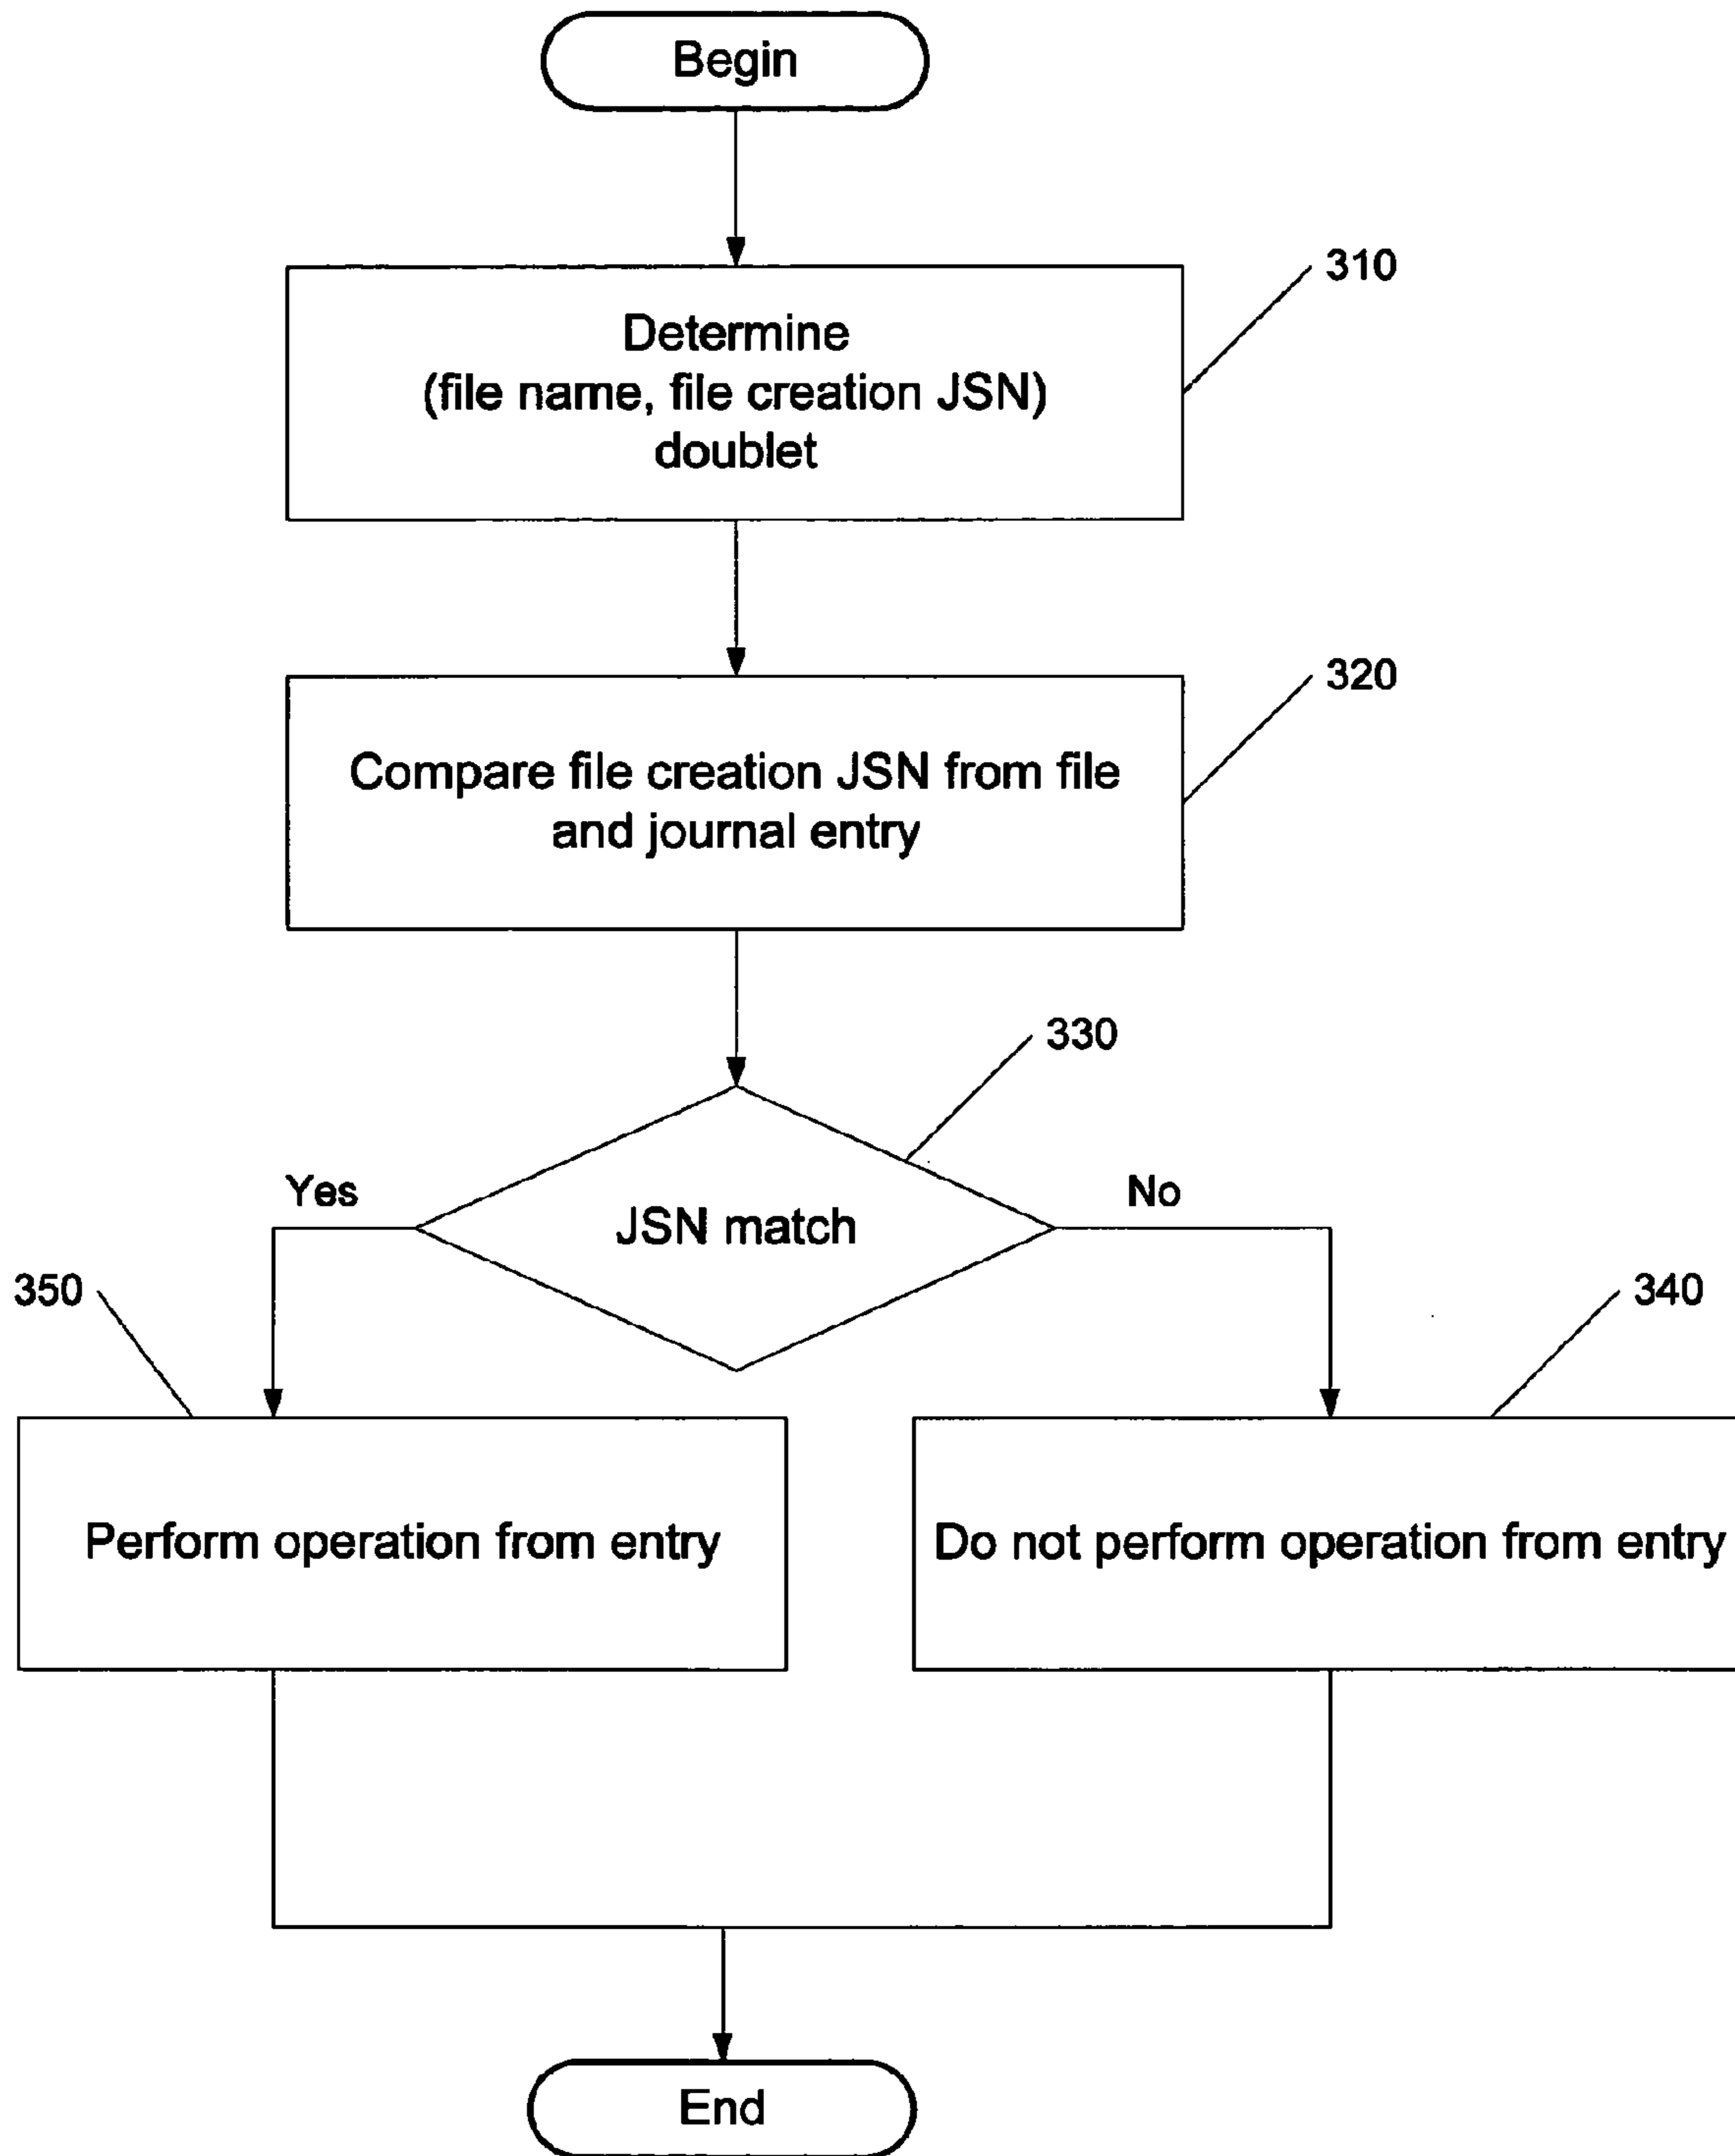 Begin
310
Determine
(file name, file creation JSN)
doublet
320
Compare file creation JSN from file
and journal entry
330
Yes
JSN match
No
350
340
Perform operation from entry
Do not perform operation from entry
End